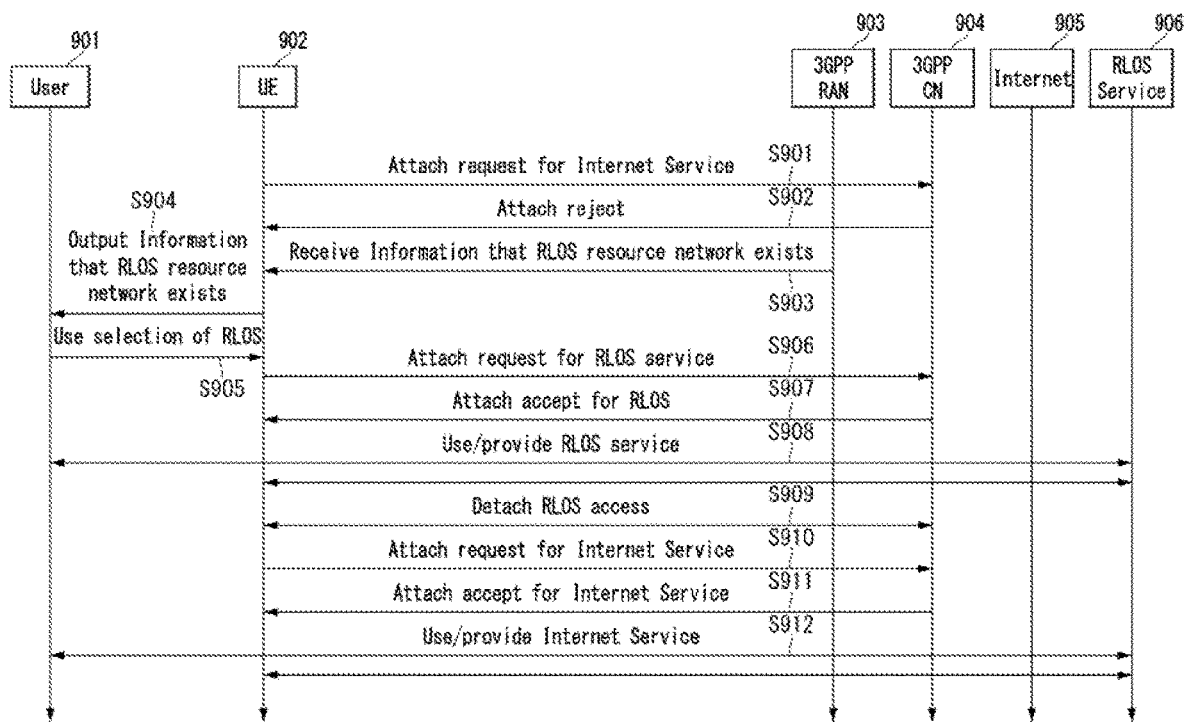 901
902
903
904
905
906
User
UE
3GPP
RAN
3GPP
CN
Internet
RLOS
Service
Attach request for Internet Service
S901
Attach reject
S902
S904
Output Information
that RLOS resource
network exists
Receive Information that RLOS resource network exists
S903
Use selection of RLOS
S905
Attach request for RLOS service
S906
Attach accept for RLOS
S907
Use/provide RLOS service
S908
Detach RLOS access
S909
Attach request for Internet Service
S910
Attach accept for Internet Service
S911
Use/provide Internet Service
S912